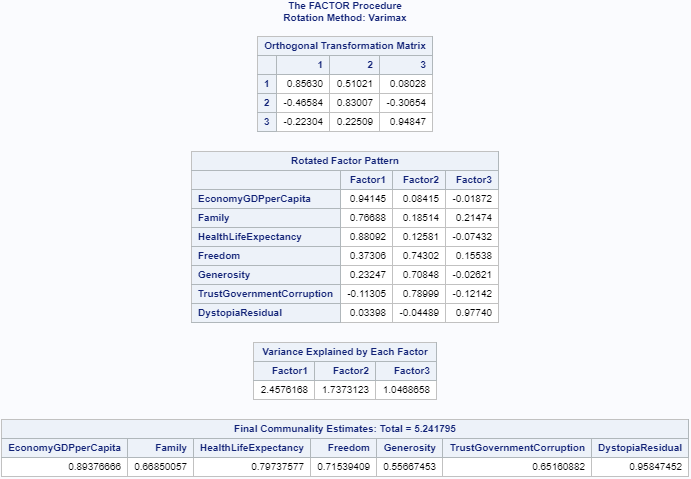 The FACTOR Procedure
Rotation Method: Varimax
Orthogonal Transformation Matrix
1 2 3
1 0.85630 0.51021 0.08028
2 -0.46584 0.83007 -0.30654
3 -0.22304 0.22509 0.94847
Rotated Factor Pattern
Factor1 Factor2 Factor3
EconomyGDPperCapita 0.94145 0.08415 -0.01872
Family 0.76688 0.18514 0.21474
HealthLifeExpectancy 0.88092 0.12581 -0.07432
Freedom 0.37306 0.74302 0.15538
Generosity 0.23247 0.70848 -0.02621
TrustGovernmentCorruption -0.11305 0.78999 -0.12142
DystopiaResidual 0.03398 -0.04489 0.97740
Variance Explained by Each Factor
Factor1 Factor2 Factor3
2.4576168 1.7373123 1.0468658
Final Communality Estimates: Total = 5.241795
EconomyGDPperCapita Family HealthLifeExpectancy Freedom Generosity TrustGovernmentCorruption DystopiaResidual
0.89376666 0.66850057 0.79737577 0.71539409 0.55667453 0.65160882 0.95847452